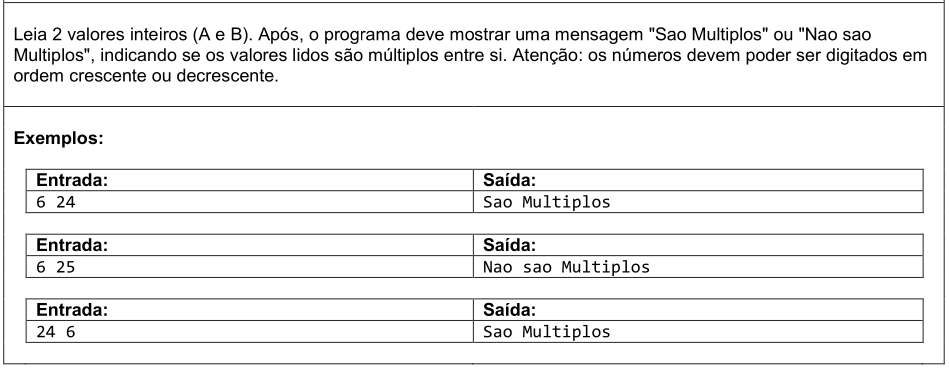 Leia 2 valores inteiros (A e B). Após, o programa deve mostrar uma mensagem "Sao Multiplos" ou "Nao sao
Multiplos", indicando se os valores lidos são múltiplos entre si. Atenção: os números devem poder ser digitados em
ordem crescente ou decrescente.
Exemplos:
Entrada: Saída:
6 24 Sao Multiplos
Entrada: Saída:
6 25 Nao sao Multiplos
Entrada: Saída:
24 6 Sao Multiplos